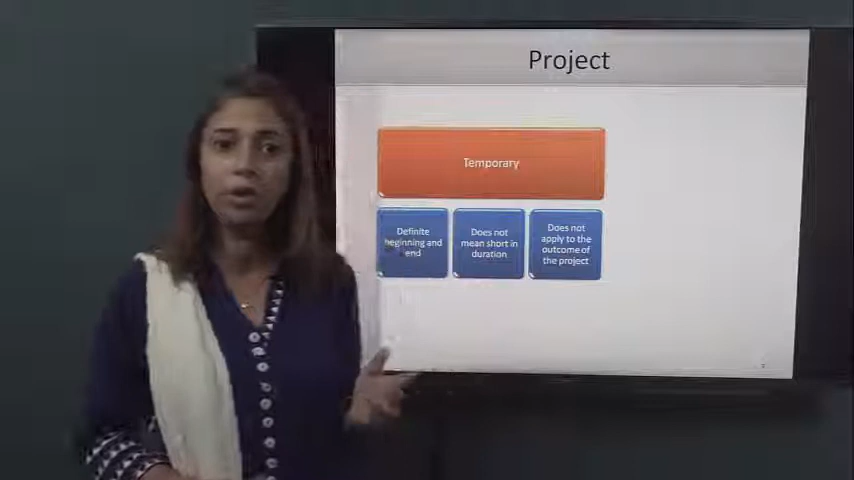 Project
Temporary
Definite
beginning and
end
Does not
mean short in
duration
Does not
apply to the
outcome of
the project